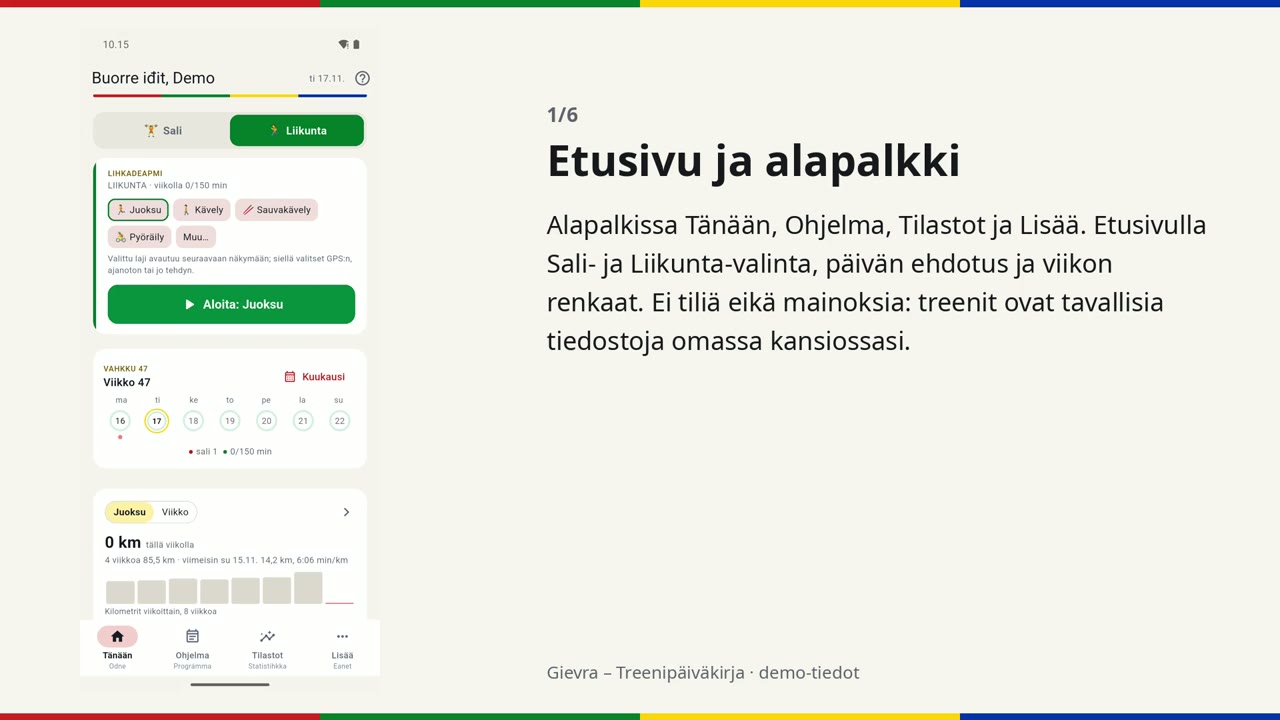 10.15
Buorre iđit, Demo
ti 17.11.
Sali
Liikunta
LIHKADEAPMI
LIIKUNTA · viikolla 0/150 min
Juoksu
Kävely
Sauvakävely
Pyöräily
Muu…
Valittu laji avautuu seuraavaan näkymään; siellä valitset GPS:n,
ajanoton tai jo tehdyn.
Aloita: Juoksu
VAHKKU 47
Viikko 47
Kuukausi
ma ti ke to pe la su
16 17 18 19 20 21 22
sali 1 0/150 min
Juoksu
Viikko
0 km tällä viikolla
4 viikkoa 85,5 km · viimeisin su 15.11. 14,2 km, 6:06 min/km
Kilometrit viikoittain, 8 viikkoa
Tänään Ohjelma Tilastot Lisää
Odne Programma Statistihkka Eanet
1/6
Etusivu ja alapalkki
Alapalkissa Tänään, Ohjelma, Tilastot ja Lisää. Etusivulla
Sali- ja Liikunta-valinta, päivän ehdotus ja viikon
renkaat. Ei tiliä eikä mainoksia: treenit ovat tavallisia
tiedostoja omassa kansiossasi.
Gievra – Treenipäiväkirja · demo-tiedot